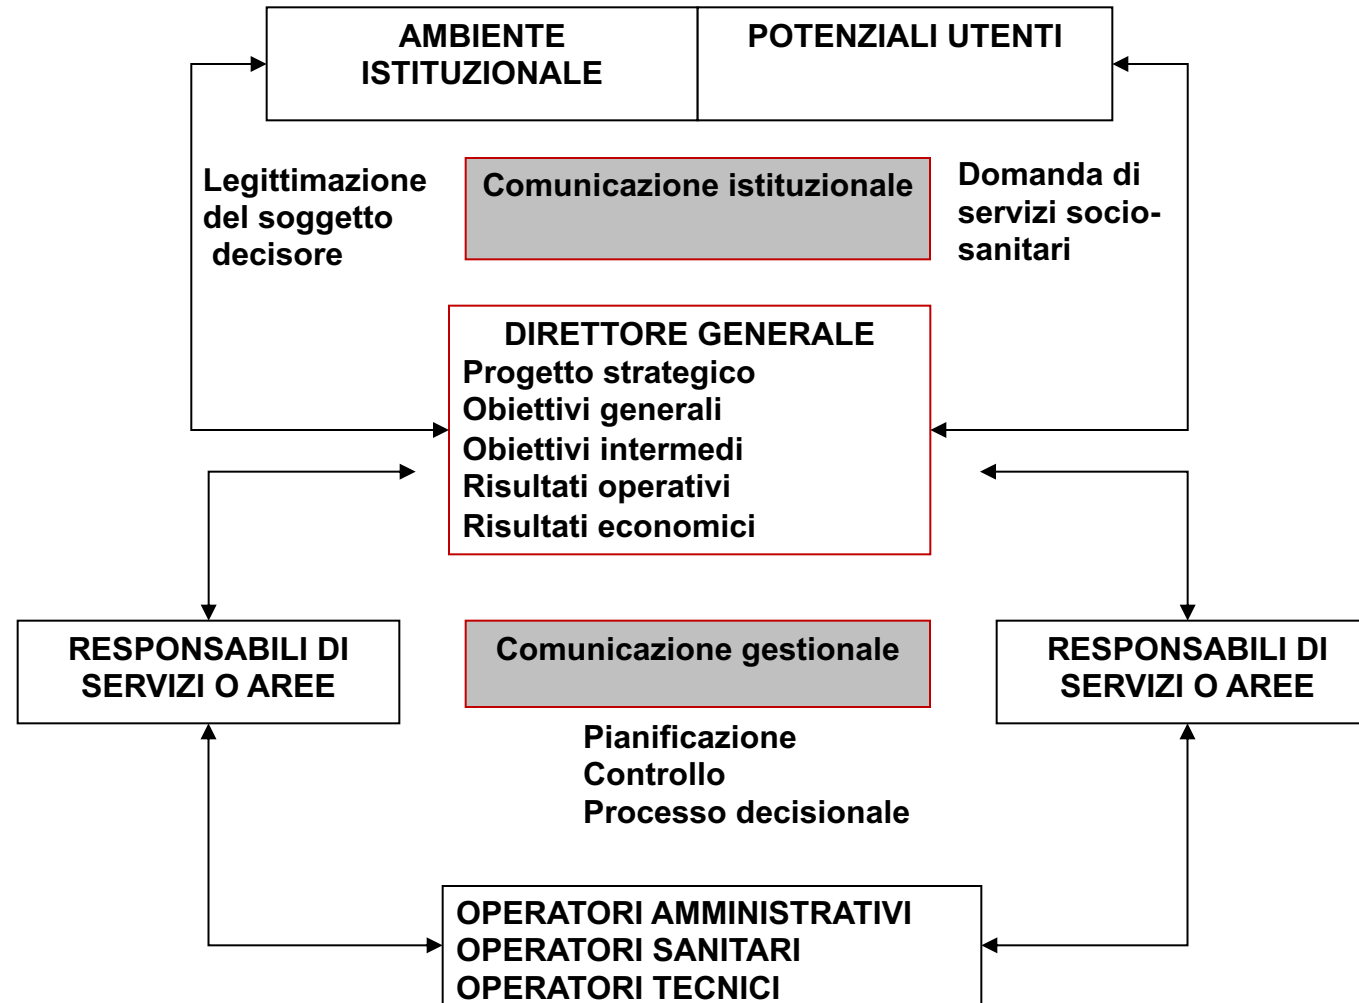 AMBIENTE
ISTITUZIONALE
POTENZIALI UTENTI
Legittimazione
del soggetto
decisore
Comunicazione istituzionale
Domanda di
servizi socio-
sanitari
DIRETTORE GENERALE
Progetto strategico
Obiettivi generali
Obiettivi intermedi
Risultati operativi
Risultati economici
RESPONSABILI DI
SERVIZI O AREE
Comunicazione gestionale
RESPONSABILI DI
SERVIZI O AREE
Pianificazione
Controllo
Processo decisionale
OPERATORI AMMINISTRATIVI
OPERATORI SANITARI
OPERATORI TECNICI